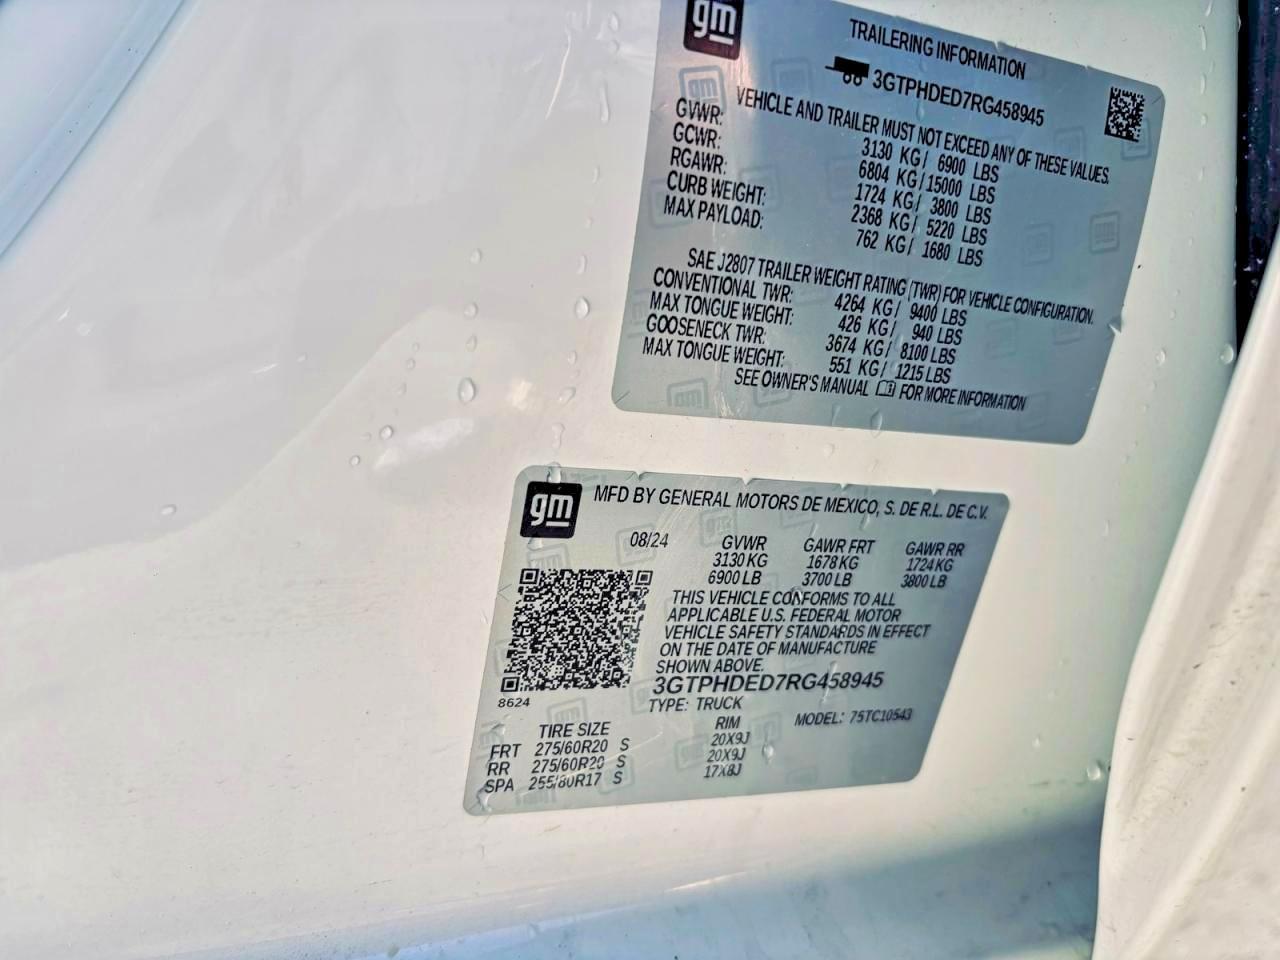 gm
TRAILERING INFORMATION
3GTPHDED7RG458945
VEHICLE AND TRAILER MUST NOT EXCEED ANY OF THESE VALUES.
GVWR: 3130 KG/ 6900 LBS
GCWR: 6804 KG/15000 LBS
RGAWR: 1724 KG/ 3800 LBS
CURB WEIGHT: 2368 KG/ 5220 LBS
MAX PAYLOAD: 762 KG/ 1680 LBS
SAE J2807 TRAILER WEIGHT RATING (TWR) FOR VEHICLE CONFIGURATION.
CONVENTIONAL TWR: 4264 KG/ 9400 LBS
MAX TONGUE WEIGHT: 426 KG/ 940 LBS
GOOSENECK TWR: 3674 KG/ 8100 LBS
MAX TONGUE WEIGHT: 551 KG/ 1215 LBS
SEE OWNER'S MANUAL FOR MORE INFORMATION
gm
MFD BY GENERAL MOTORS DE MEXICO, S. DE R.L. DE C.V.
08/24 GVWR GAWR FRT GAWR RR
3130 KG 1678 KG 1724 KG
6900 LB 3700 LB 3800 LB
THIS VEHICLE CONFORMS TO ALL
APPLICABLE U.S. FEDERAL MOTOR
VEHICLE SAFETY STANDARDS IN EFFECT
ON THE DATE OF MANUFACTURE
SHOWN ABOVE.
3GTPHDED7RG458945
8624
TYPE: TRUCK MODEL: 75TC10543
TIRE SIZE RIM
FRT 275/60R20 S 20X9J
RR 275/60R20 S 20X9J
SPA 255/80R17 S 17X8J